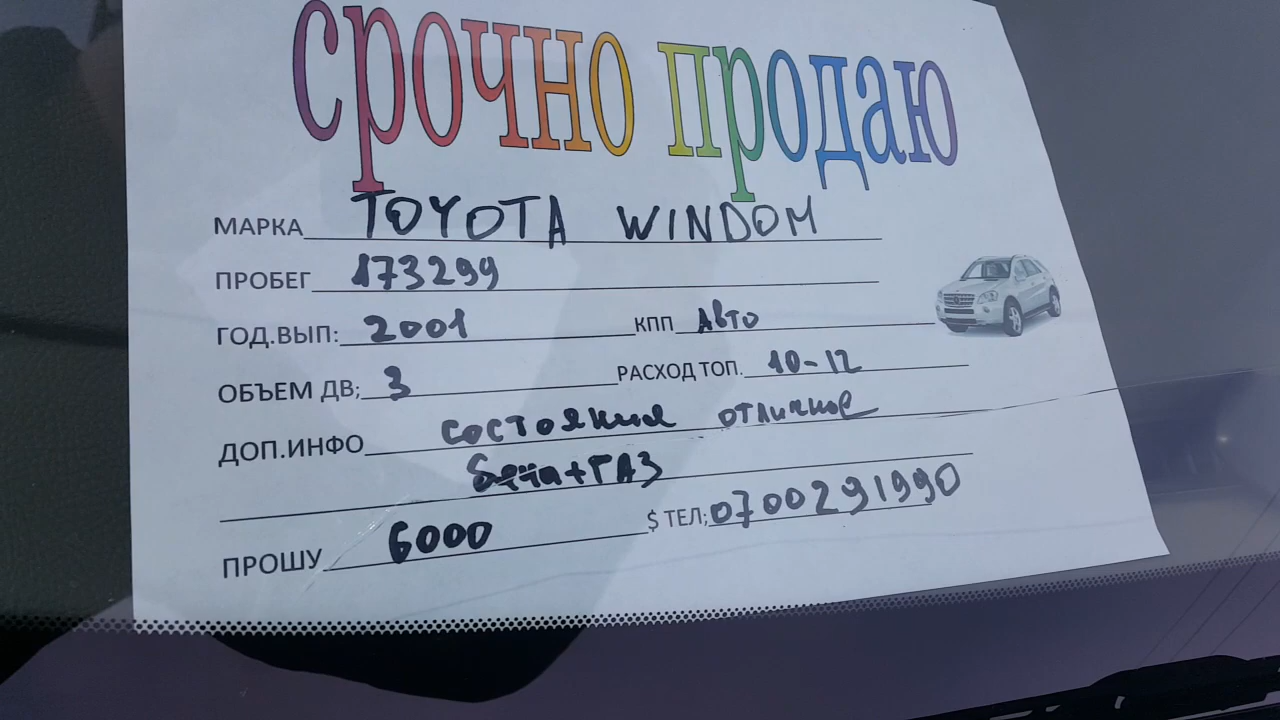 срочно продаю
МАРКА TOYOTA WINDOM
ПРОБЕГ 173299
ГОД.ВЫП: 2001 КПП Авто
ОБЪЕМ ДВ; 3 РАСХОД ТОП. 10-12
ДОП.ИНФО состояния отличное
+ГАЗ
ПРОШУ 6000 $ ТЕЛ; 0700291990